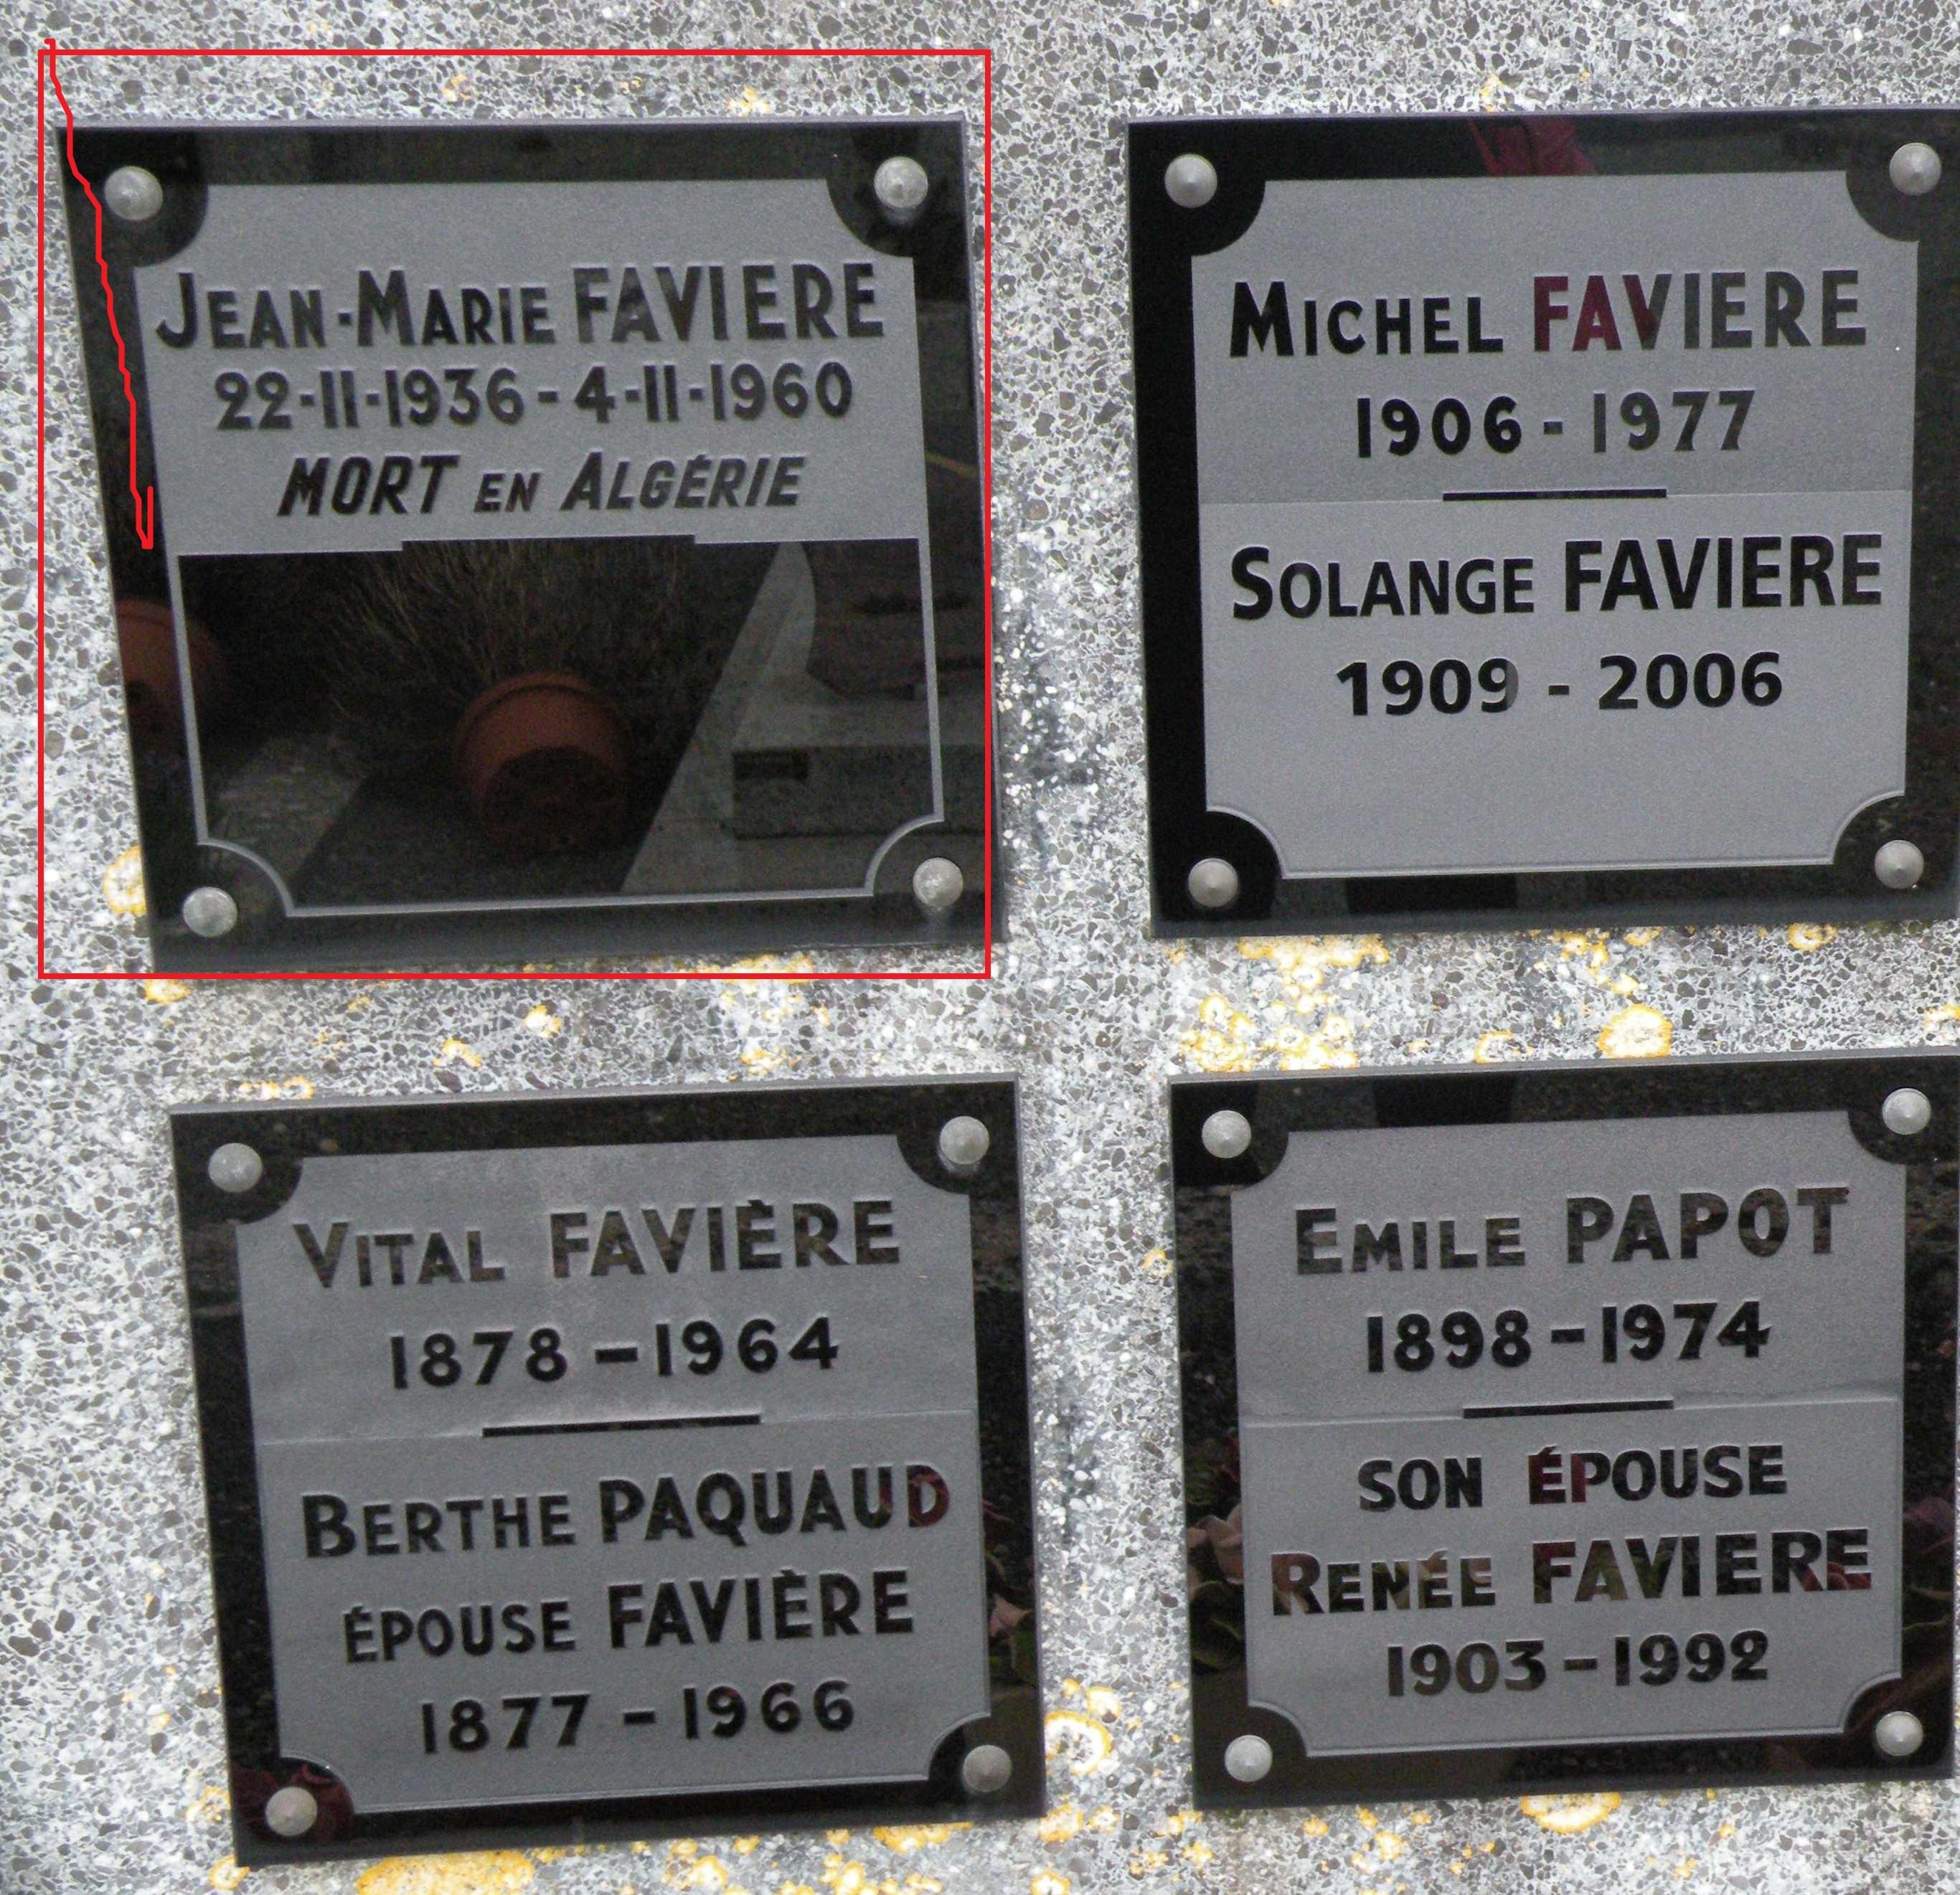 JEAN-MARIE FAVIERE
22-11-1936 - 4-11-1960
MORT EN ALGÉRIE
MICHEL FAVIERE
1906 - 1977
SOLANGE FAVIERE
1909 - 2006
VITAL FAVIÈRE
1878 - 1964
BERTHE PAQUAUD
ÉPOUSE FAVIÈRE
1877 - 1966
EMILE PAPOT
1898 - 1974
SON ÉPOUSE
RENÉE FAVIERE
1903 - 1992